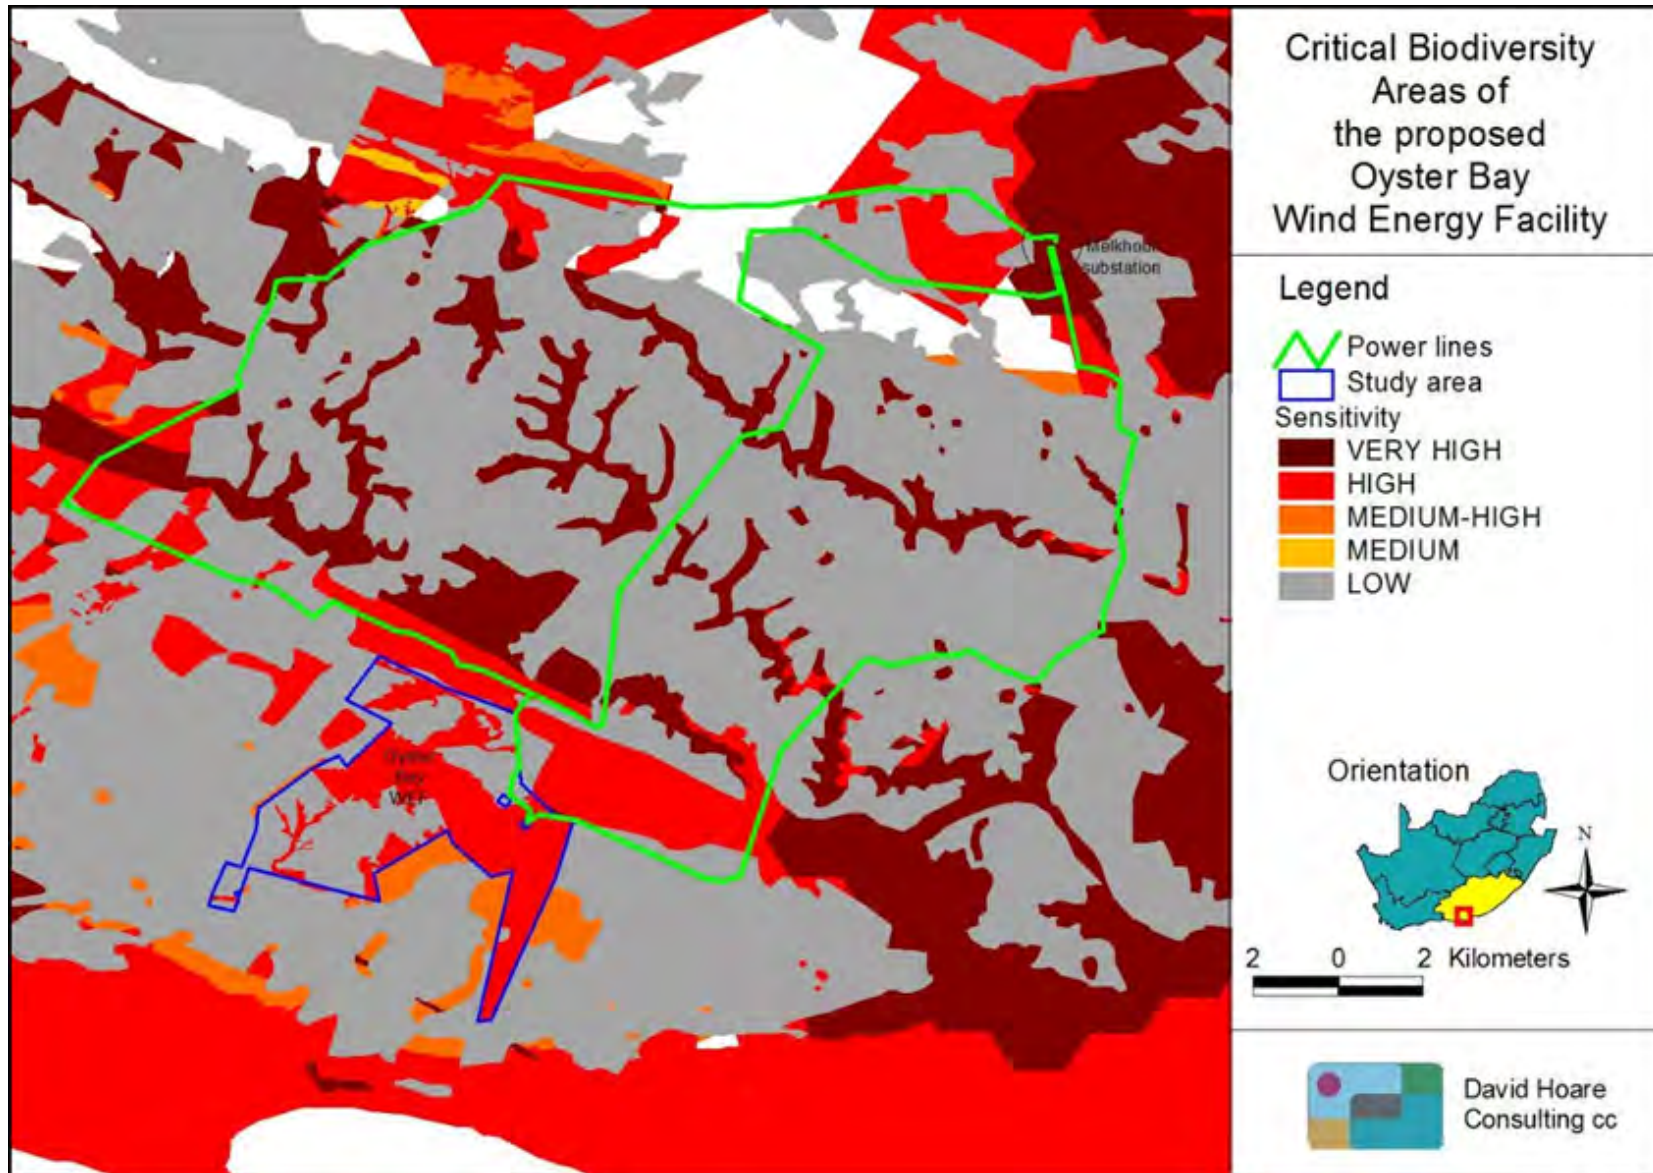 Critical Biodiversity
Areas of
the proposed
Oyster Bay
Wind Energy Facility
Legend
Power lines
Study area
Sensitivity
VERY HIGH
HIGH
MEDIUM-HIGH
MEDIUM
LOW
Orientation
N
2 0 2 Kilometers
David Hoare
Consulting cc
substation
WEF